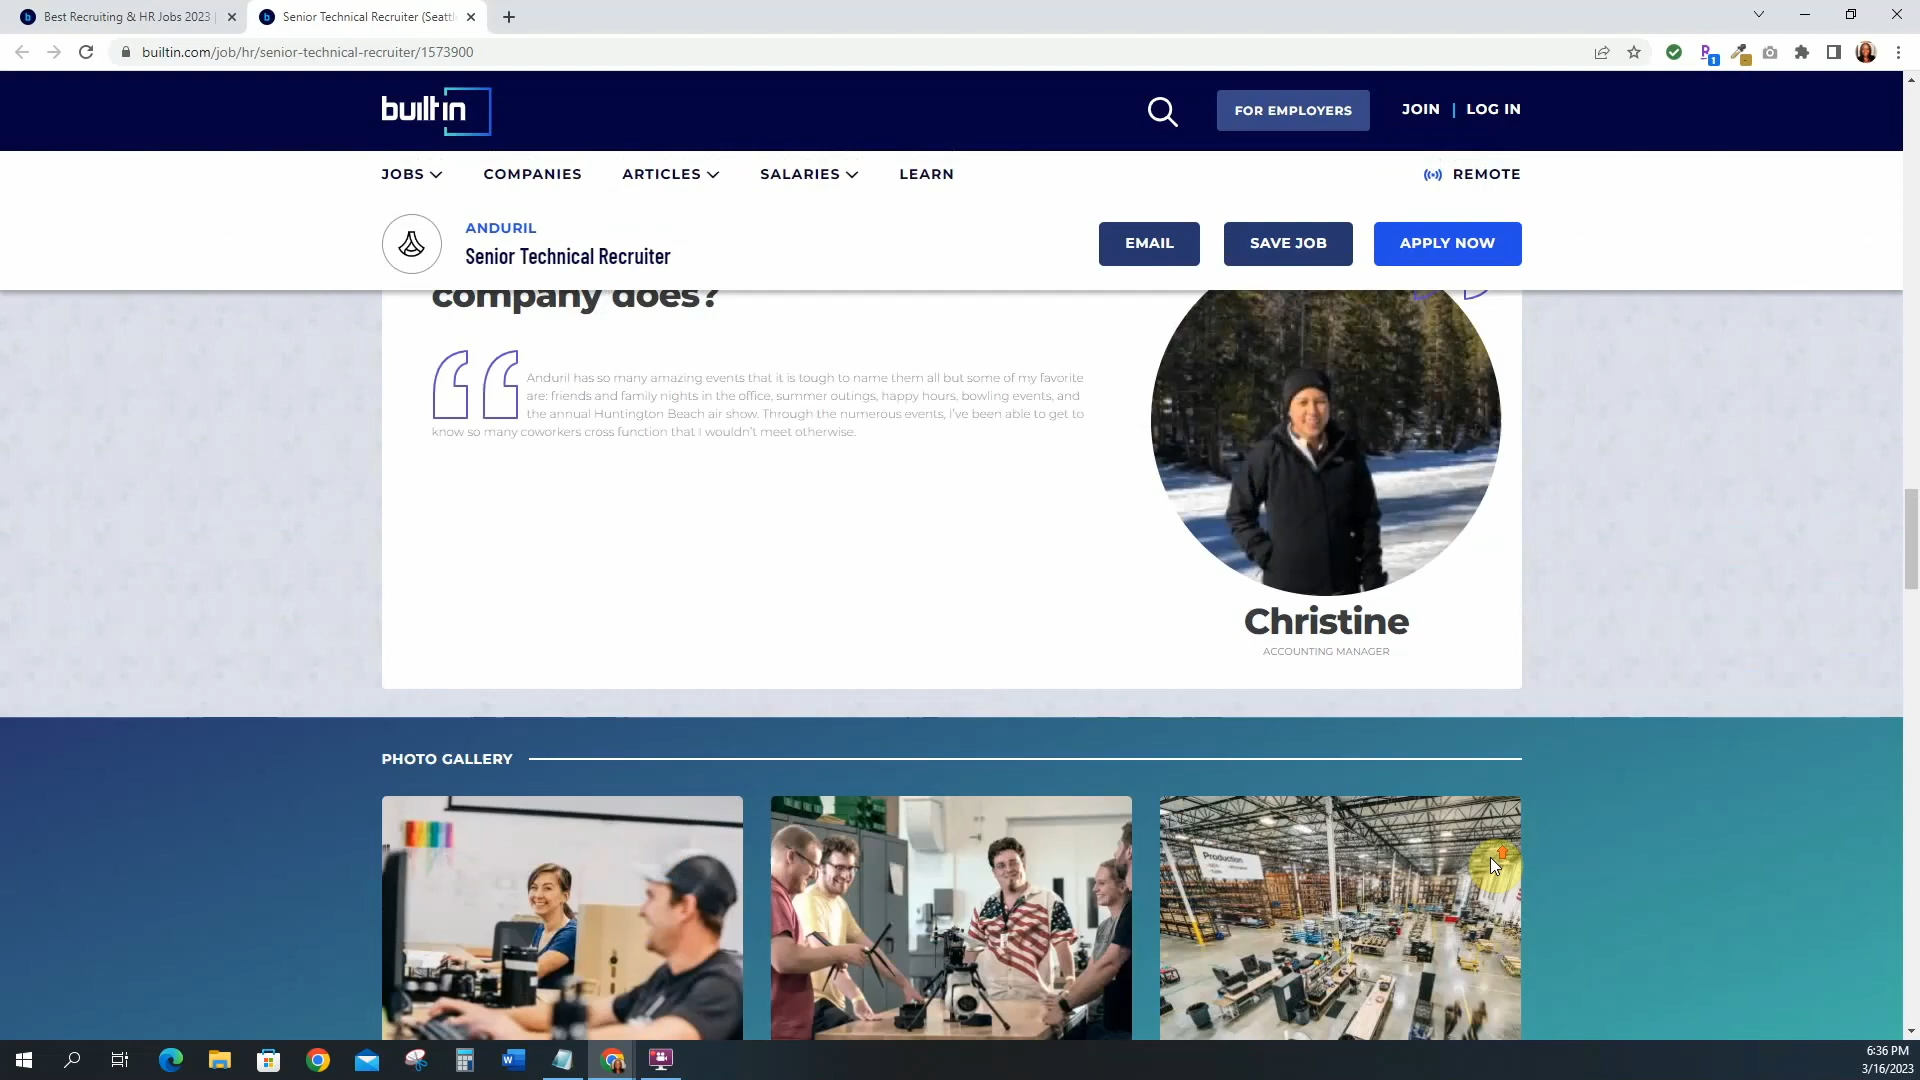 Best Recruiting & HR Jobs 2023 |
Senior Technical Recruiter (Seattl
builtin.com/job/hr/senior-technical-recruiter/1573900
1
builtin
FOR EMPLOYERS
JOIN | LOG IN
JOBS
COMPANIES
ARTICLES
SALARIES
LEARN
REMOTE
ANDURIL
Senior Technical Recruiter
EMAIL
SAVE JOB
APPLY NOW
company does?
Anduril has so many amazing events that it is tough to name them all but some of my favorite
are: friends and family nights in the office, summer outings, happy hours, bowling events, and
the annual Huntington Beach air show. Through the numerous events, I've been able to get to
know so many coworkers cross function that I wouldn't meet otherwise.
Christine
ACCOUNTING MANAGER
PHOTO GALLERY
Production
6:36 PM
3/16/2023